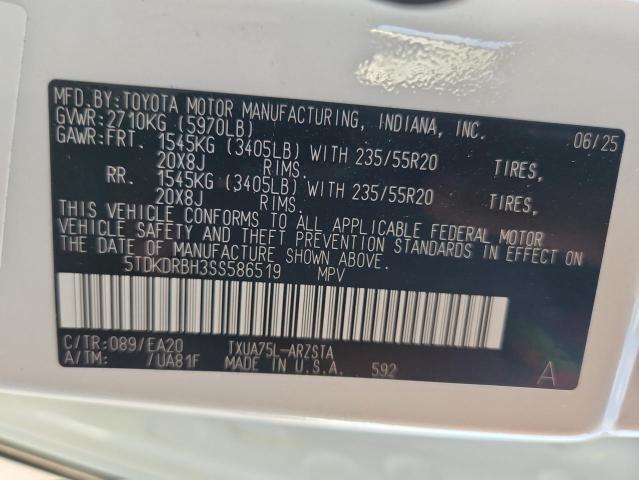 MFD.BY:TOYOTA MOTOR MANUFACTURING, INDIANA, INC. 06/25
GVWR:2710KG (5970LB)
GAWR:FRT. 1545KG (3405LB) WITH 235/55R20 TIRES,
20X8J RIMS.
RR. 1545KG (3405LB) WITH 235/55R20 TIRES,
20X8J RIMS.
THIS VEHICLE CONFORMS TO ALL APPLICABLE FEDERAL MOTOR
VEHICLE SAFETY AND THEFT PREVENTION STANDARDS IN EFFECT ON
THE DATE OF MANUFACTURE SHOWN ABOVE.
5TDKDRBH3SS586519 MPV
C/TR:089/EA20 TXUA75L-ARZSTA
A/TM: /UA81F MADE IN U.S.A. 592 A